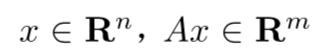 x ∈ Rⁿ，Ax ∈ Rᵐ